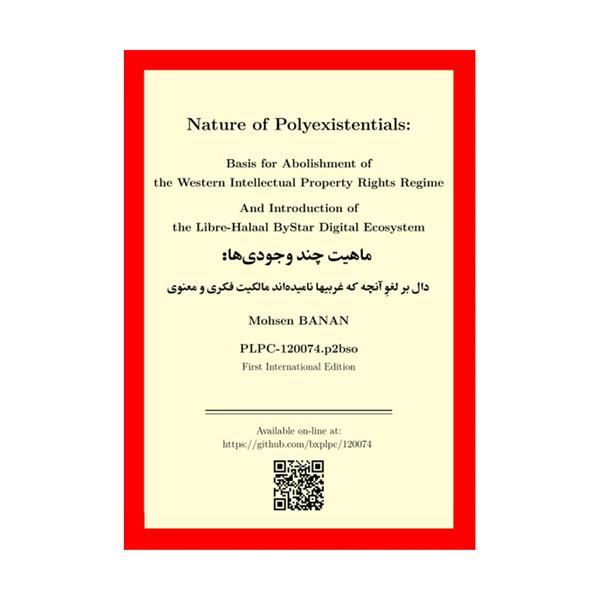 Nature of Polyexistentials:
Basis for Abolishment of
the Western Intellectual Property Rights Regime
And Introduction of
the Libre-Halaal ByStar Digital Ecosystem
ماهیت چند وجودی‌ها:
دال بر لغوِ آنچه که غربیها نامیده‌اند مالکیت فکری و معنوی
Mohsen BANAN
PLPC-120074.p2bso
First International Edition
Available on-line at:
https://github.com/bxplpc/120074